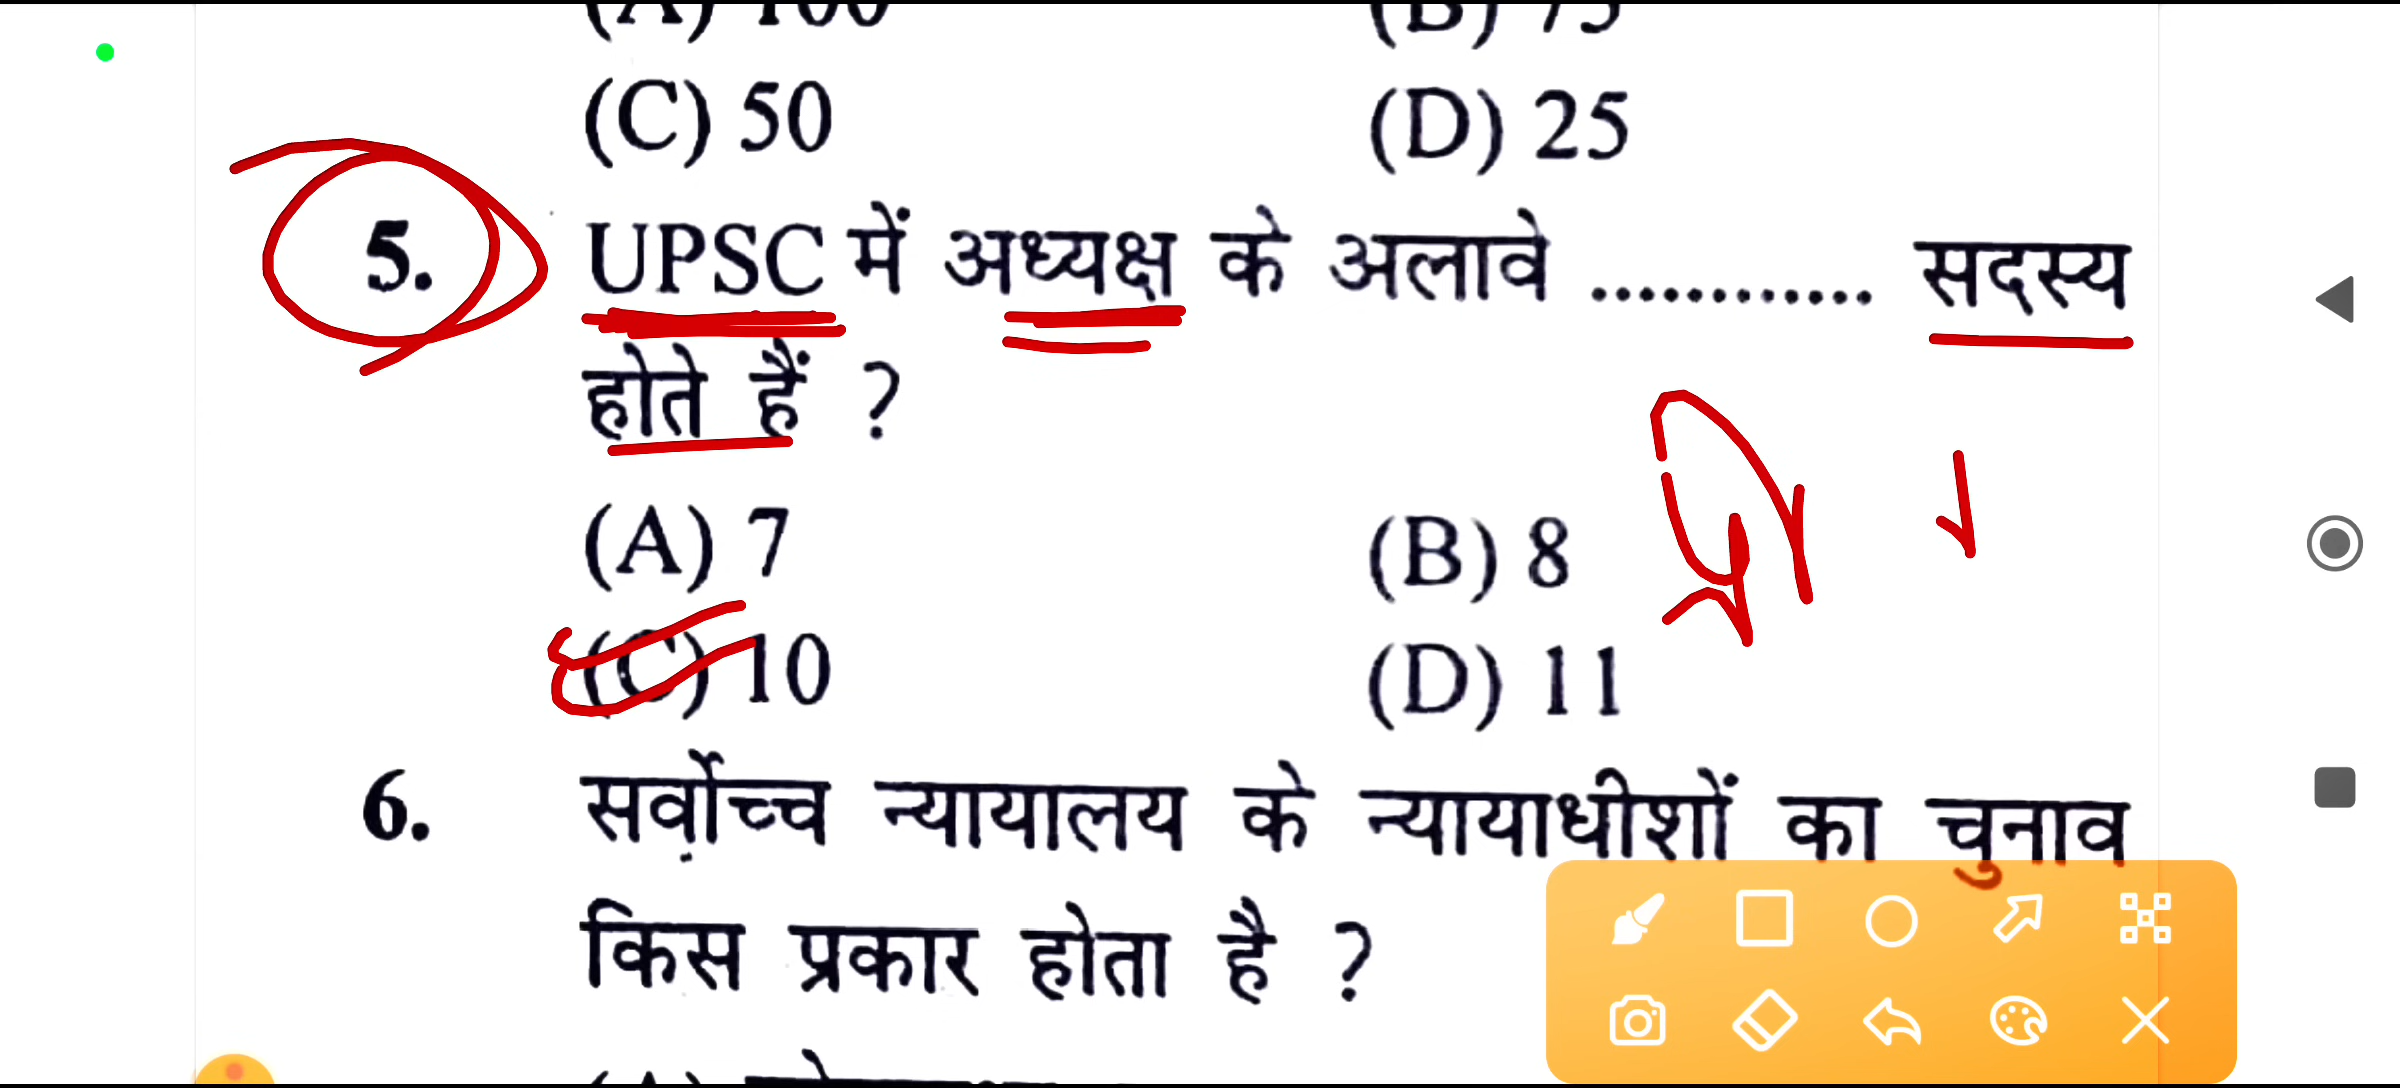 (C) 50 (D) 25
5. UPSC में अध्यक्ष के अलावे ............ सदस्य
होते हैं ?
(A) 7 (B) 8
(C) 10 (D) 11
6. सर्वोच्च न्यायालय के न्यायाधीशों का चुनाव
किस प्रकार होता है ?